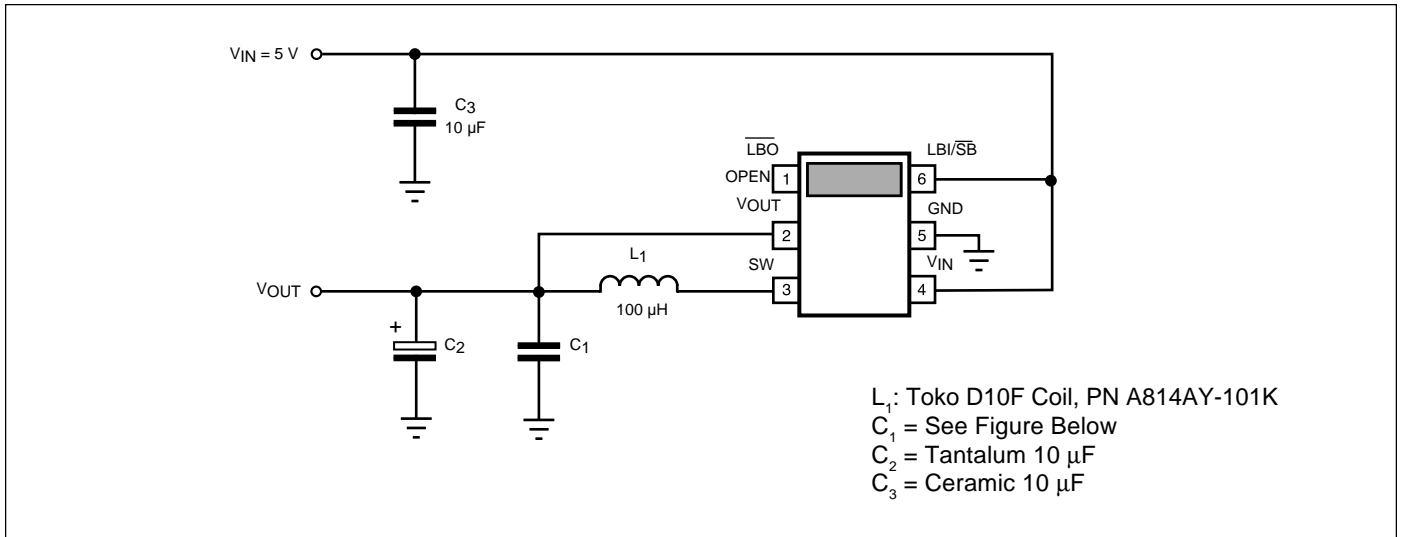 VIN = 5 V
C3
10 µF
LBO
OPEN
1
VOUT
2
SW
3
LBI/SB
6
GND
5
VIN
4
L1
100 µH
VOUT
+
C2
C1
L1: Toko D10F Coil, PN A814AY-101K
C1 = See Figure Below
C2 = Tantalum 10 µF
C3 = Ceramic 10 µF